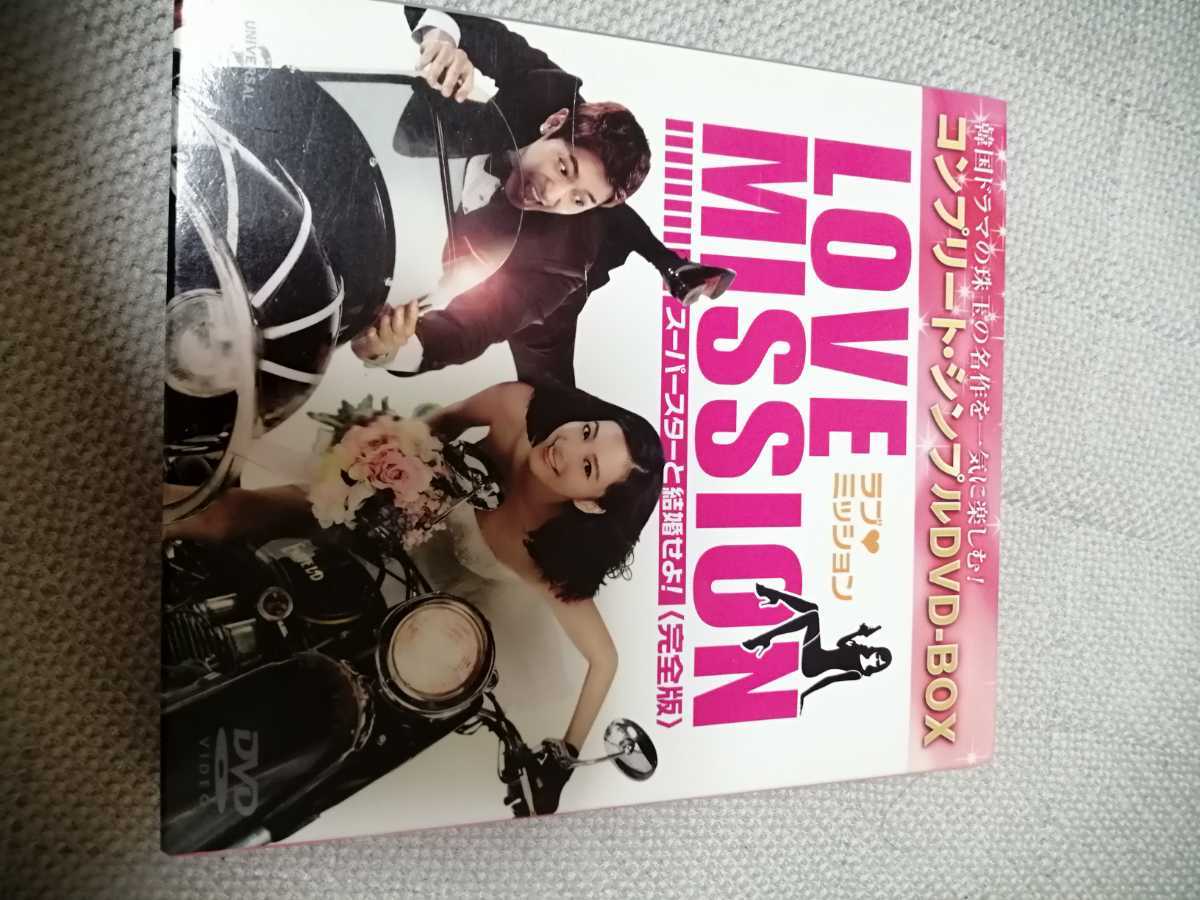 韓国ドラマの珠玉の名作を一気に楽しむ!
コンプリート・シンプルDVD-BOX
LOVE
ラブ♥
ミッション
MISSION
スーパースターと結婚せよ!〈完全版〉
UNIVERSAL
DVD
VIDEO